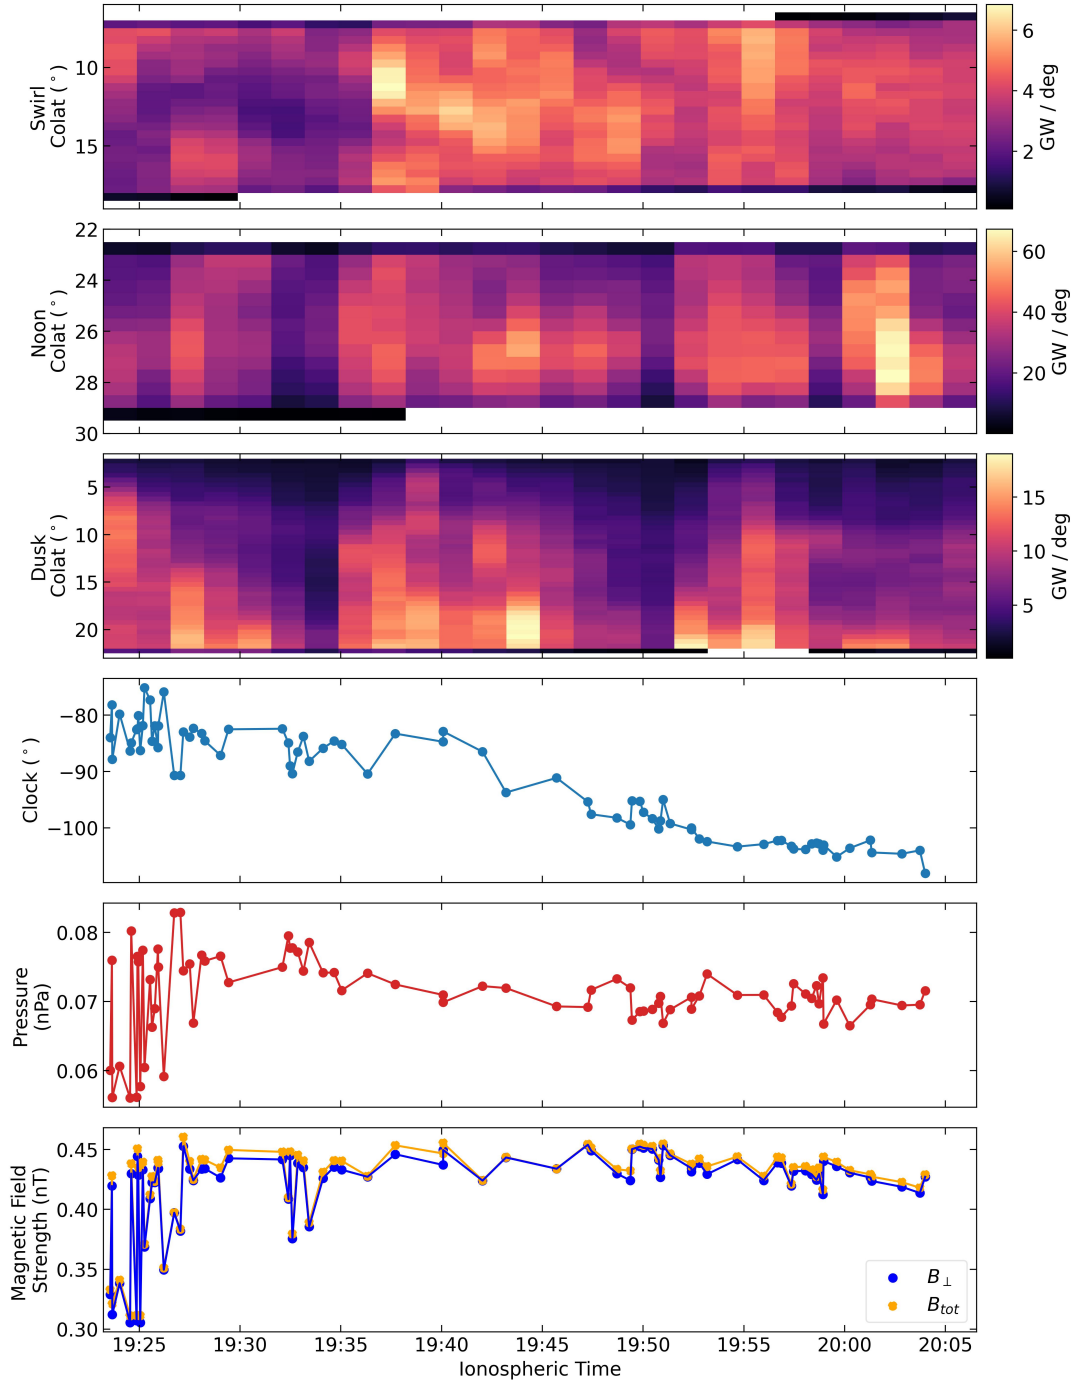 Swirl
Colat (°)
10
15
6
4
2
GW / deg
Noon
Colat (°)
22
24
26
28
30
60
40
20
GW / deg
Dusk
Colat (°)
5
10
15
20
15
10
5
GW / deg
Clock (°)
−80
−90
−100
Pressure
(nPa)
0.08
0.07
0.06
Magnetic Field
Strength (nT)
0.45
0.40
0.35
0.30
B⊥
Btot
19:25 19:30 19:35 19:40 19:45 19:50 19:55 20:00 20:05
Ionospheric Time